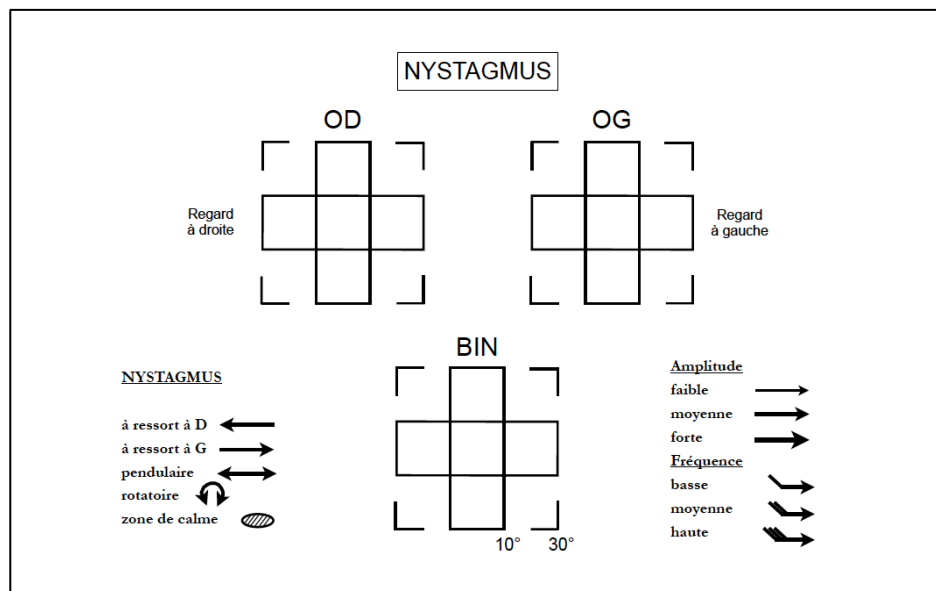 NYSTAGMUS
OD
OG
Regard
à droite
Regard
à gauche
BIN
10°
30°
NYSTAGMUS
à ressort à D
à ressort à G
pendulaire
rotatoire
zone de calme
Amplitude
faible
moyenne
forte
Fréquence
basse
moyenne
haute